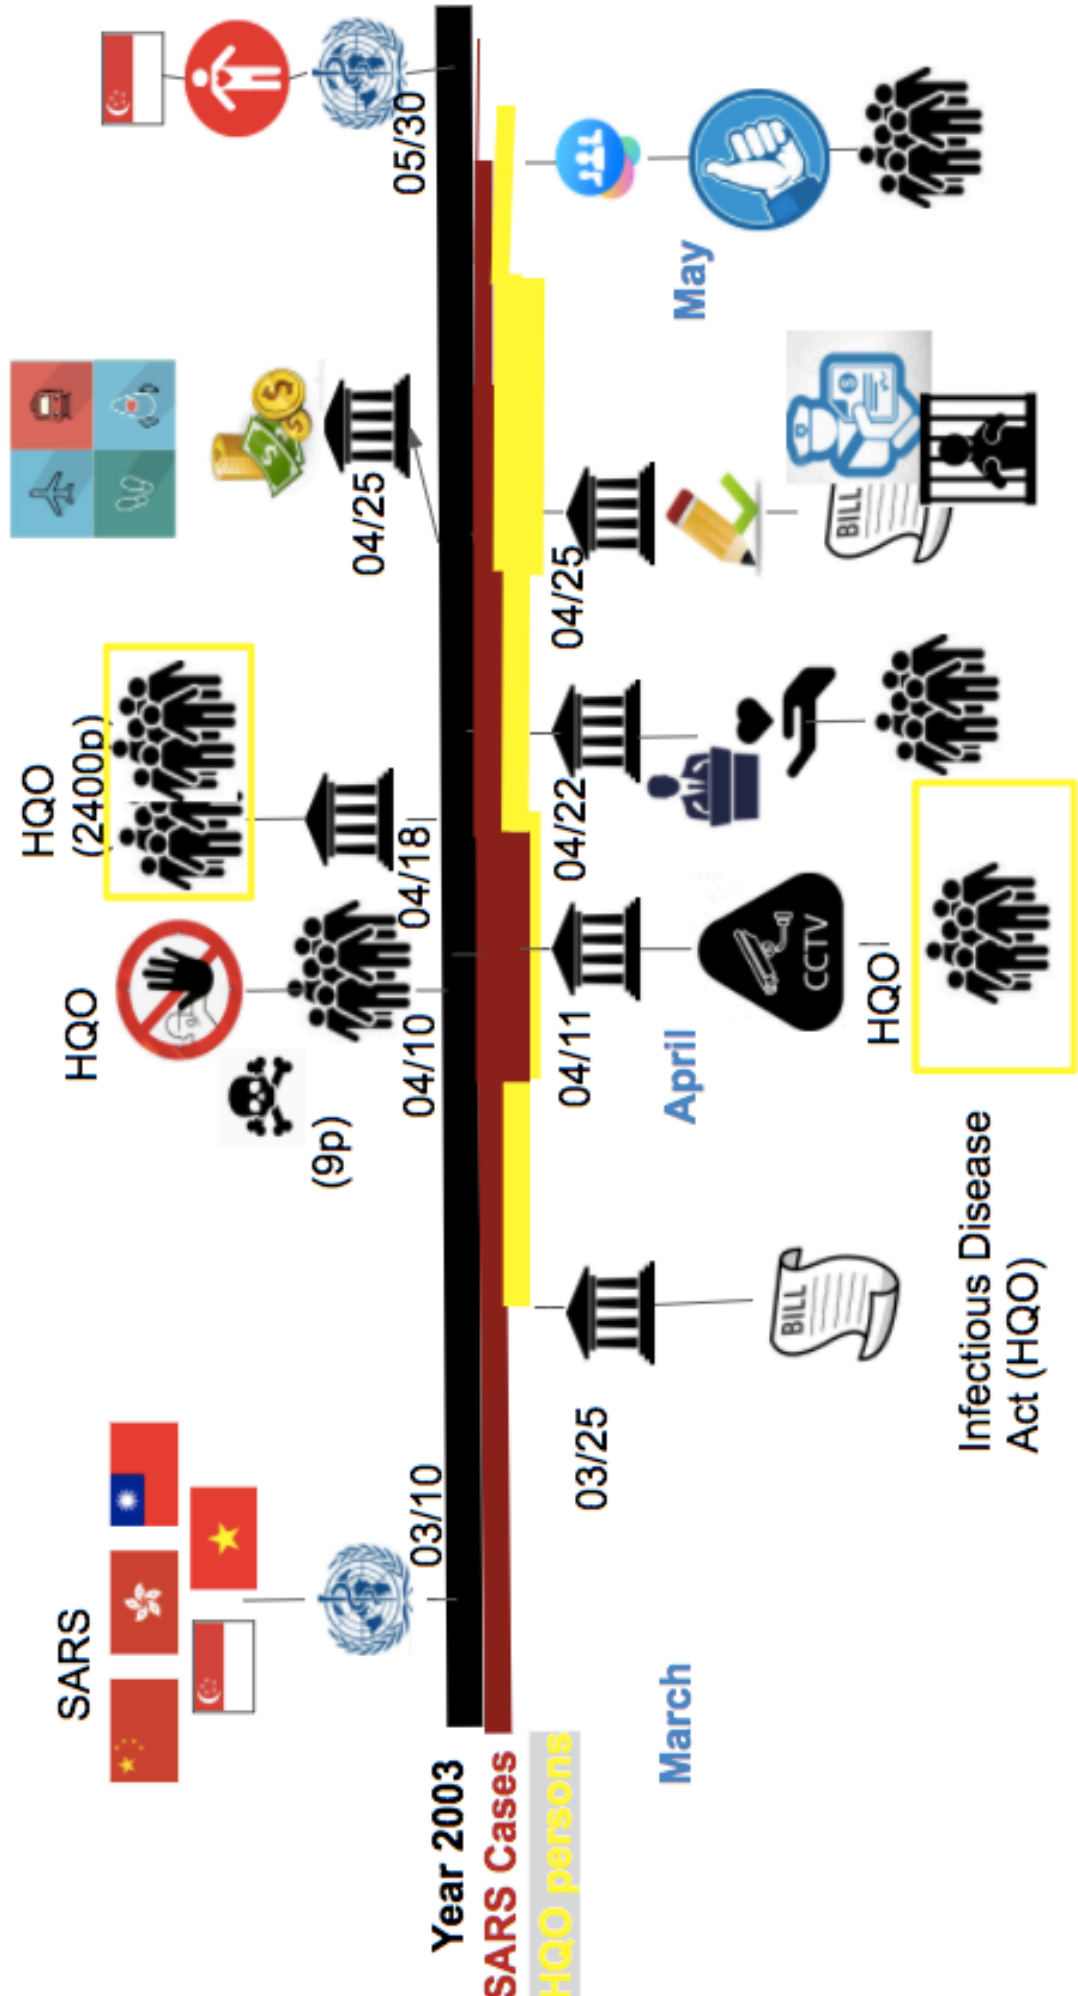 SARS
HQO
HQO
(2400p)
(9p)
03/10
04/10
04/18
04/25
05/30
Year 2003
SARS Cases
HQO persons
03/25
04/11
04/22
04/25
March
April
May
BILL
CCTV
BILL
HQO
Infectious Disease
Act (HQO)